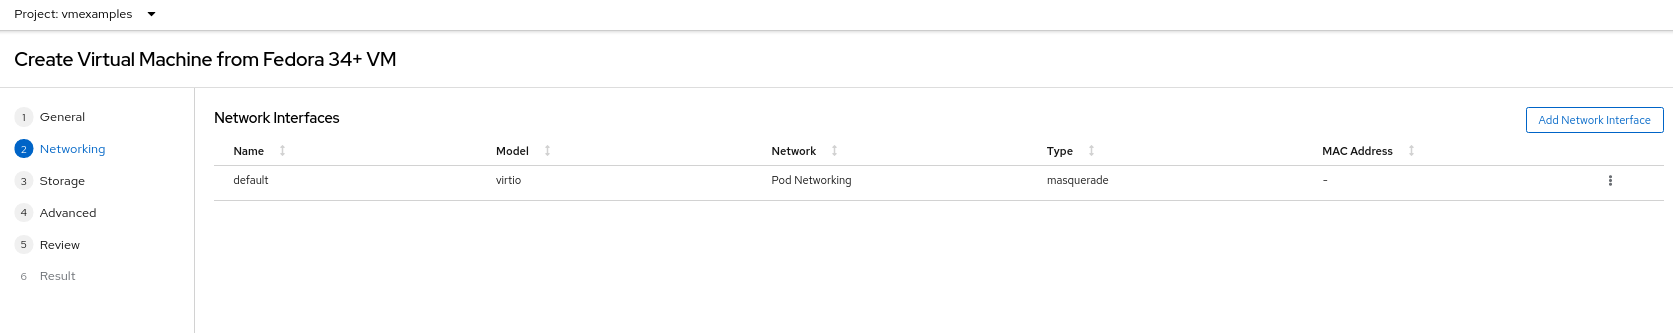 Project: vmexamples
Create Virtual Machine from Fedora 34+ VM
1 General
2 Networking
3 Storage
4 Advanced
5 Review
6 Result
Network Interfaces
Add Network Interface
Name Model Network Type MAC Address
default virtio Pod Networking masquerade -